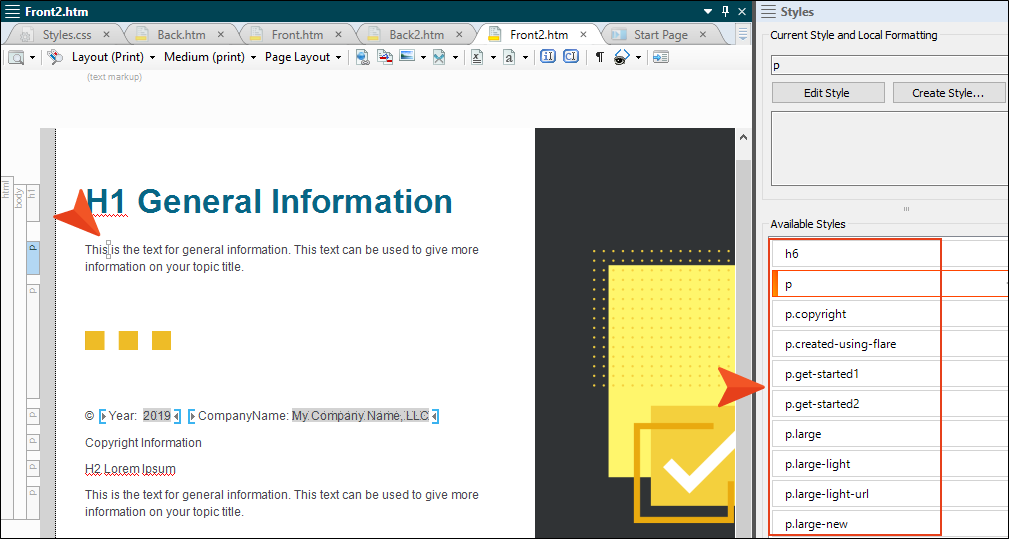 Front2.htm
Styles.css
Back.htm
Front.htm
Back2.htm
Front2.htm
Start Page
Layout (Print)
Medium (print)
Page Layout
(text markup)
html
body
h1
p
p
p
p
p
p
H1 General Information
This is the text for general information. This text can be used to give more
information on your topic title.
© Year: 2019 CompanyName: My Company Name, LLC
Copyright Information
H2 Lorem Ipsum
This is the text for general information. This text can be used to give more
information on your topic title.
Styles
Current Style and Local Formatting
p
Edit Style
Create Style...
Available Styles
h6
p
p.copyright
p.created-using-flare
p.get-started1
p.get-started2
p.large
p.large-light
p.large-light-url
p.large-new